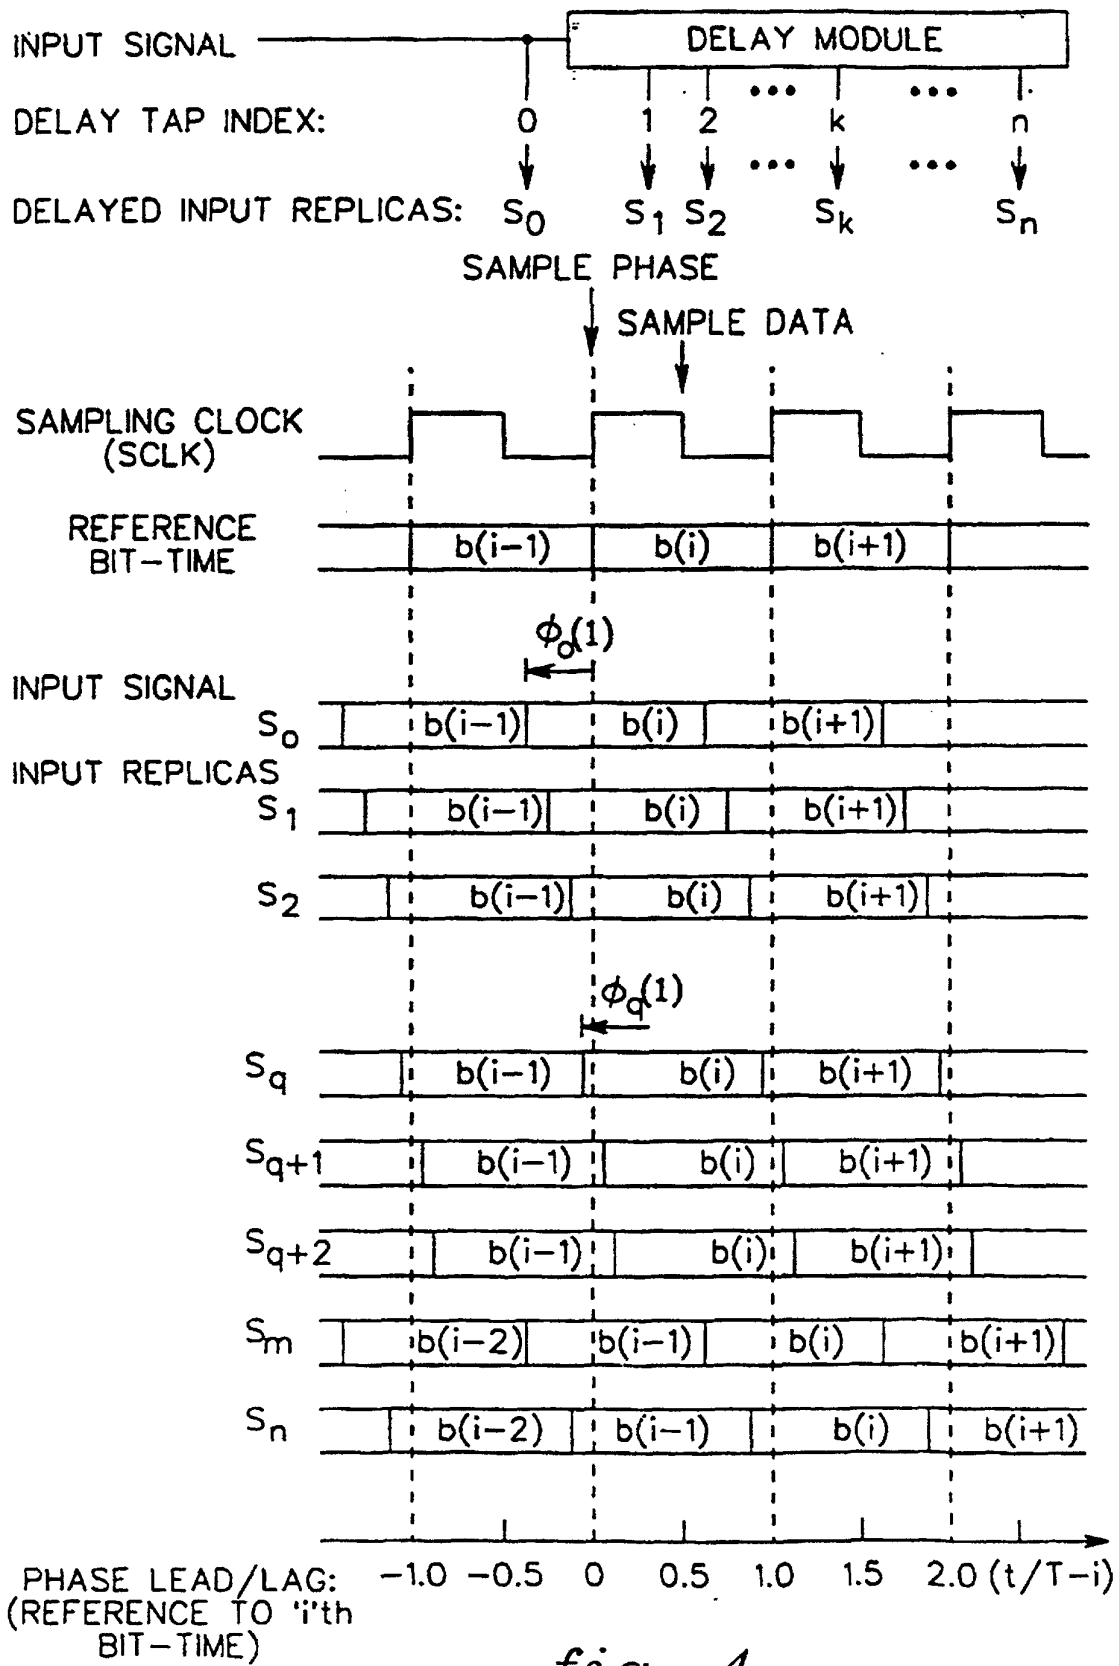 INPUT SIGNAL
DELAY MODULE
DELAY TAP INDEX: 0 1 2 ••• k ••• n
••• •••
DELAYED INPUT REPLICAS: S0 S1 S2 Sk Sn
SAMPLE PHASE
SAMPLE DATA
SAMPLING CLOCK
(SCLK)
REFERENCE
BIT-TIME
b(i-1) b(i) b(i+1)
ϕo(1)
INPUT SIGNAL
So b(i-1) b(i) b(i+1)
INPUT REPLICAS
S1 b(i-1) b(i) b(i+1)
S2 b(i-1) b(i) b(i+1)
ϕq(1)
Sq b(i-1) b(i) b(i+1)
Sq+1 b(i-1) b(i) b(i+1)
Sq+2 b(i-1) b(i) b(i+1)
Sm b(i-2) b(i-1) b(i) b(i+1)
Sn b(i-2) b(i-1) b(i) b(i+1)
PHASE LEAD/LAG: -1.0 -0.5 0 0.5 1.0 1.5 2.0 (t/T-i)
(REFERENCE TO 'i'th
BIT-TIME)